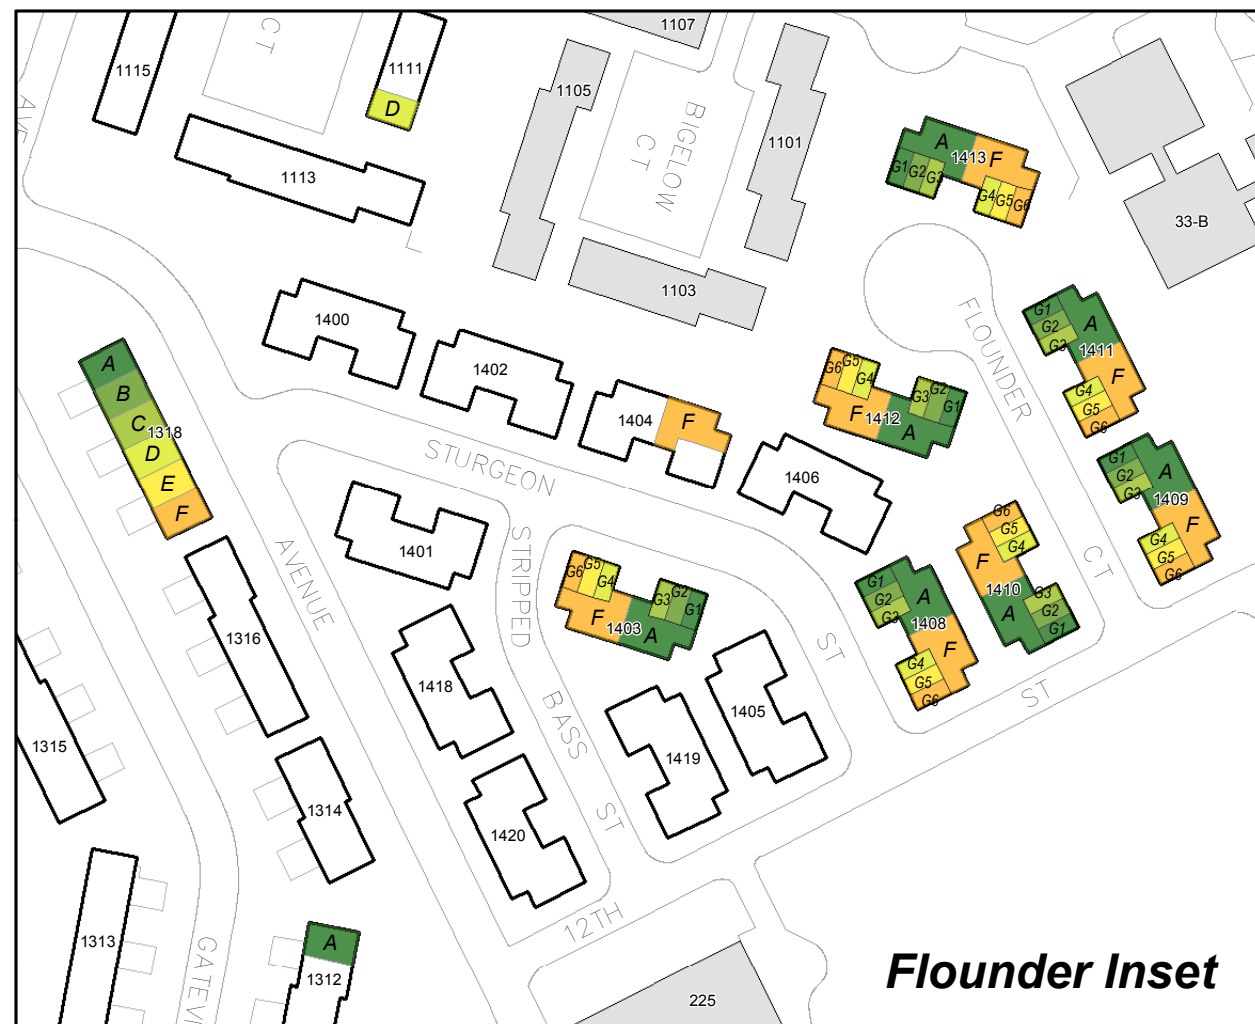 1107
CT
1115
1111
D
1105
1101
BIGELOW
CT
AVE
1113
A
1413
F
G1
G2
G3
G4
G5
G6
33-B
1103
1400
1402
1404
F
1406
STURGEON
FLOUNDER
G6
G5
G4
G3
G2
G1
F
1412
A
G1
G2
G3
A
1411
F
G4
G5
G6
A
B
C
1318
D
E
F
AVENUE
1401
STRIPPED
G6
G5
G4
G3
G2
G1
F
1403
A
ST
G1
G2
G3
A
1408
F
G4
G5
G6
G6
G5
G4
F
1410
A
G3
G2
G1
CT
G1
G2
G3
A
1409
F
G4
G5
G6
1316
1418
1405
BASS
1419
ST
1315
1314
1420
ST
12TH
1313
A
1312
GATEVI
225
Flounder Inset